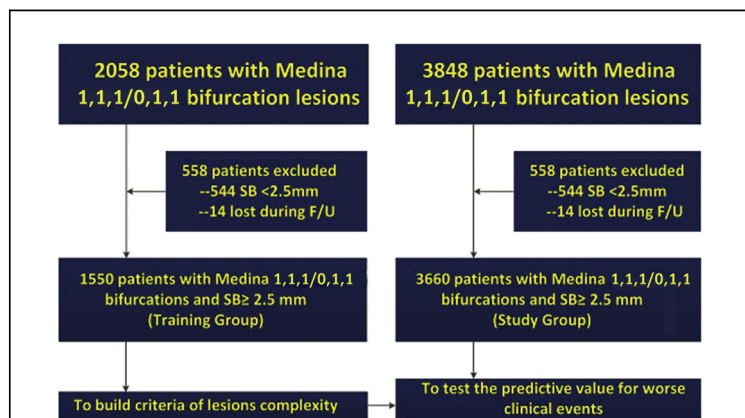 2058 patients with Medina
1,1,1/0,1,1 bifurcation lesions
3848 patients with Medina
1,1,1/0,1,1 bifurcation lesions
558 patients excluded
--544 SB <2.5mm
--14 lost during F/U
558 patients excluded
--544 SB <2.5mm
--14 lost during F/U
1550 patients with Medina 1,1,1/0,1,1
bifurcations and SB≥ 2.5 mm
(Training Group)
3660 patients with Medina 1,1,1/0,1,1
bifurcations and SB≥ 2.5 mm
(Study Group)
To build criteria of lesions complexity
To test the predictive value for worse
clinical events